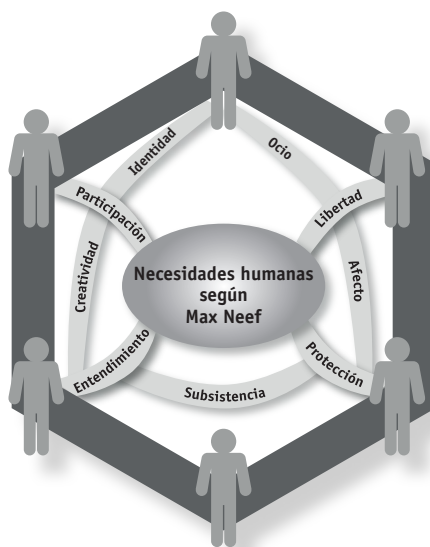 Identidad
Ocio
Participación
Libertad
Creatividad
Necesidades humanas
según
Max Neef
Afecto
Entendimiento
Protección
Subsistencia